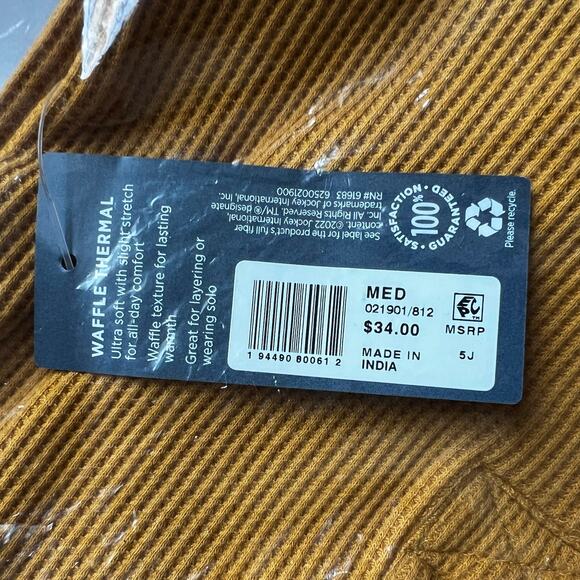 WAFFLE THERMAL
Ultra soft with slight stretch
for all-day comfort
Waffle texture for lasting
warmth
Great for layering or
wearing solo
See label for the product's full fiber
content. ©2022 Jockey International,
Inc. All Rights Reserved. TM/® designate
trademarks of Jockey International, Inc.
RN# 61683 6250021900
SATISFACTION • GUARANTEED •
100%
Please recycle.
MED
021901/812
$34.00
MSRP
MADE IN
INDIA
5J
1 94490 80061 2